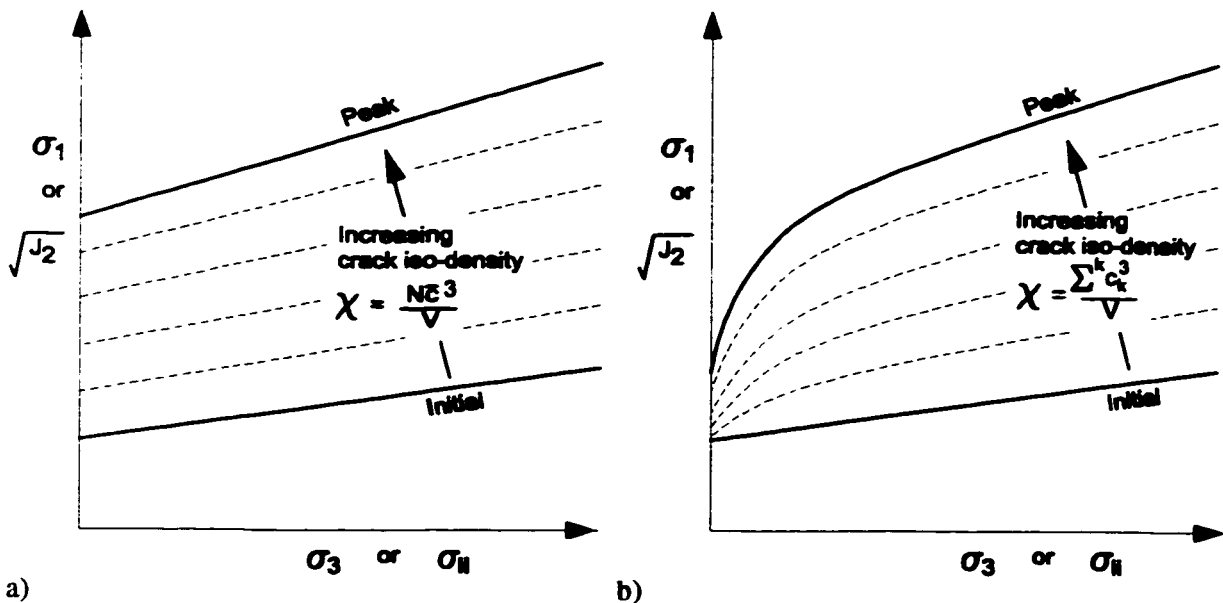 σ₁
or
√J₂
Peak
Increasing
crack iso-density
χ = Nc̄³/V
Initial
σ₃ or σᵢᵢ
a)
σ₁
or
√J₂
Peak
Increasing
crack iso-density
χ = Σᵏ cₖ³/V
Initial
σ₃ or σᵢᵢ
b)